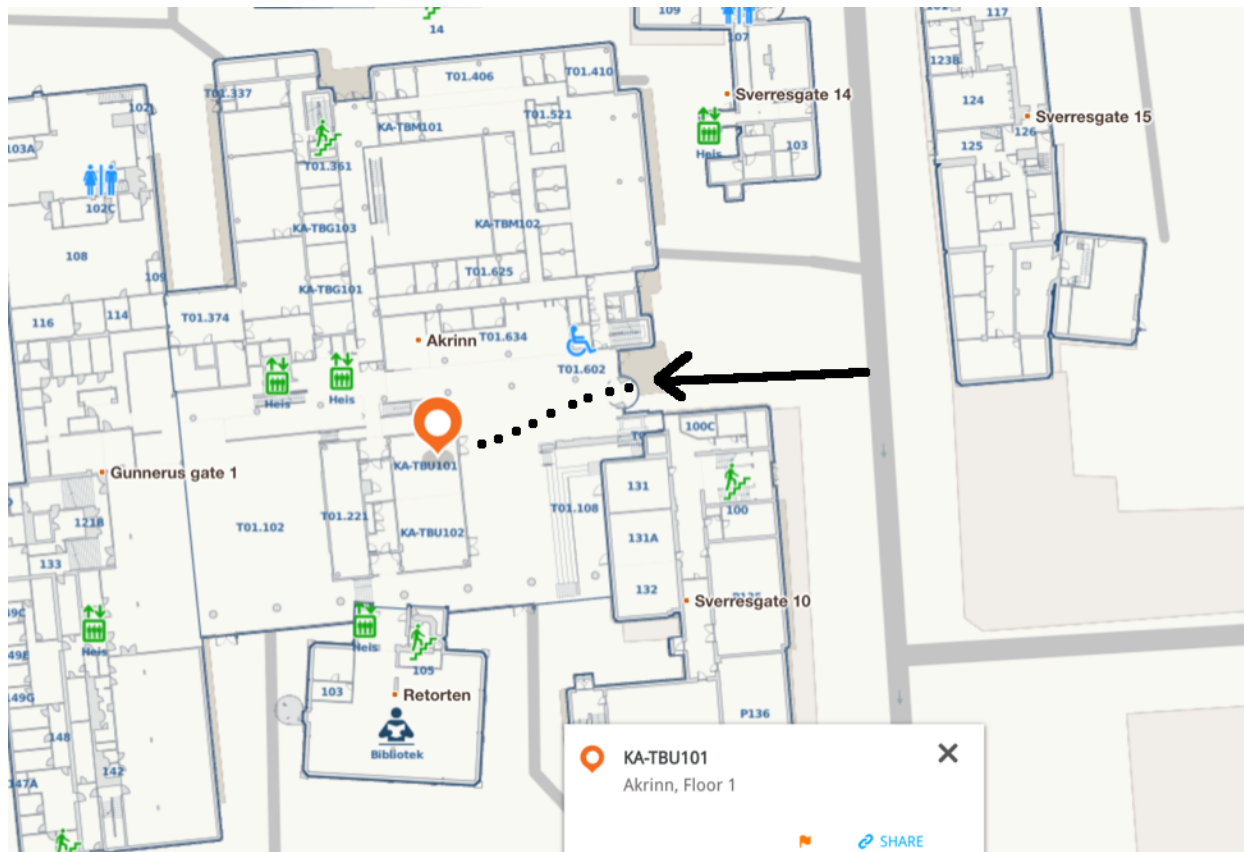 14
109
107
117
T01.406
T01.410
T01.337
123B
102
Sverresgate 14
124
T01.521
KA-TBM101
Sverresgate 15
126
103A
Heis
103
125
T01.361
102C
KA-TBG103
KA-TBM102
108
109
T01.625
KA-TBG101
T01.374
114
116
Akrinn
T01.634
T01.602
Heis
Heis
100C
KA-TBU101
Gunnerus gate 1
131
T01.108
100
121B
T01.102
T01.221
KA-TBU102
131A
133
132
Sverresgate 10
149C
Heis
Heis
149E
105
103
Retorten
149G
P136
148
Bibliotek
142
147A
KA-TBU101
Akrinn, Floor 1
SHARE